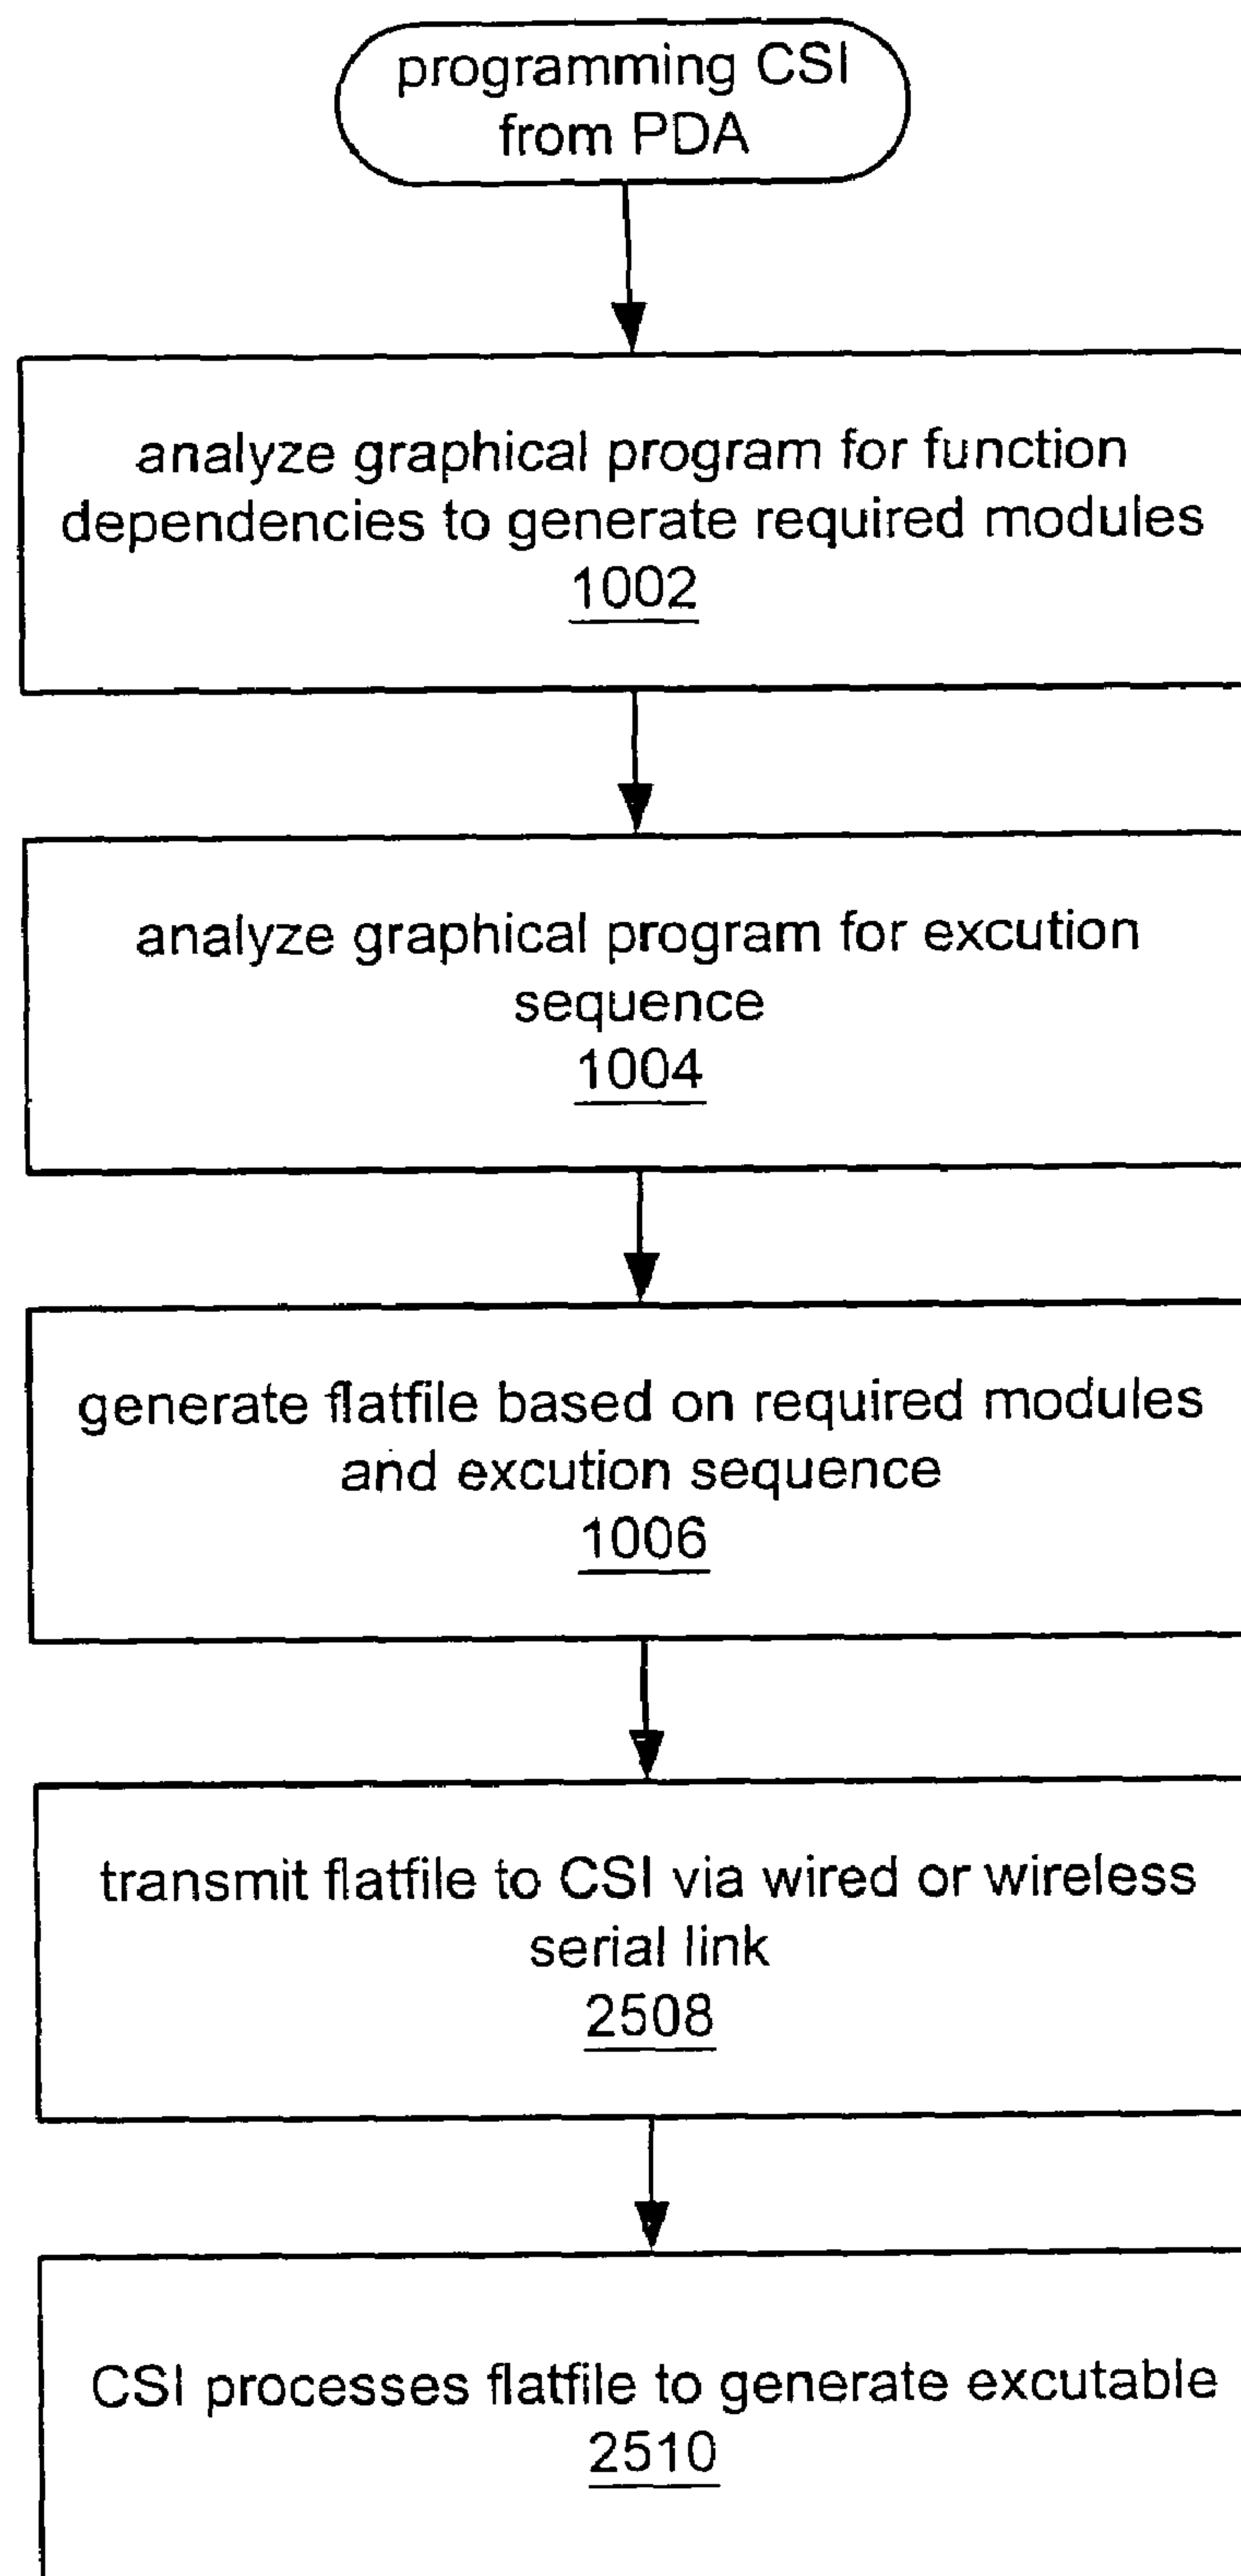 programming CSI
from PDA
analyze graphical program for function
dependencies to generate required modules
1002
analyze graphical program for excution
sequence
1004
generate flatfile based on required modules
and excution sequence
1006
transmit flatfile to CSI via wired or wireless
serial link
2508
CSI processes flatfile to generate excutable
2510